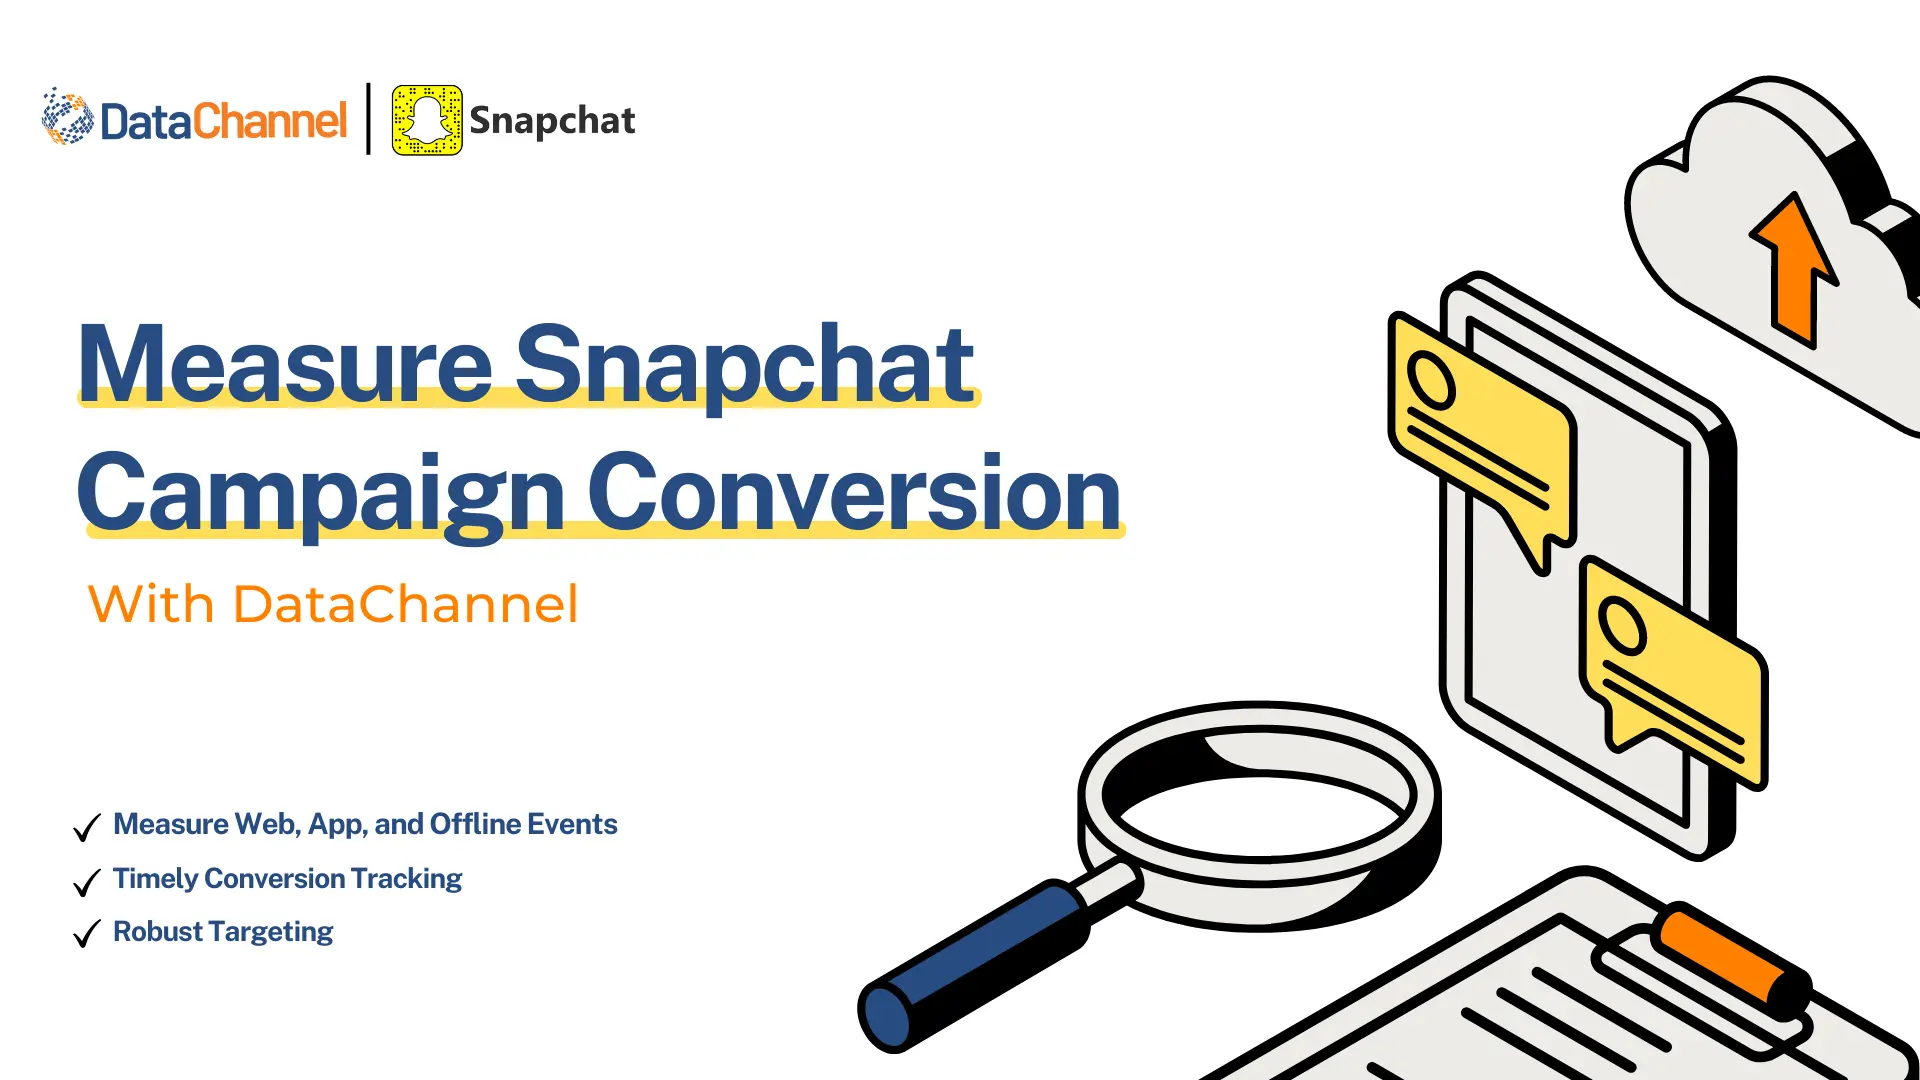 DataChannel | Snapchat
Measure Snapchat
Campaign Conversion
With DataChannel
Measure Web, App, and Offline Events
Timely Conversion Tracking
Robust Targeting